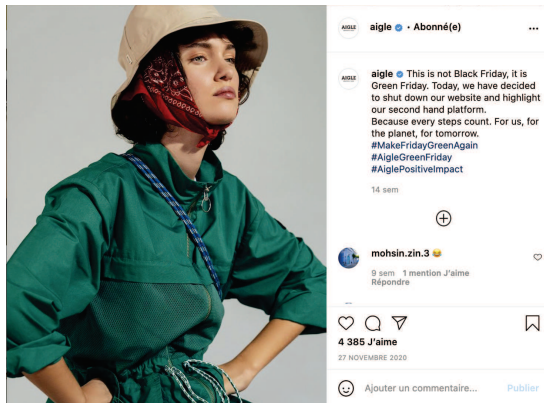 aigle • Abonné(e)
aigle This is not Black Friday, it is
Green Friday. Today, we have decided
to shut down our website and highlight
our second hand platform.
Because every steps count. For us, for
the planet, for tomorrow.
#MakeFridayGreenAgain
#AigleGreenFriday
#AiglePositiveImpact
14 sem
mohsin.zin.3 😂
9 sem 1 mention J’aime
Répondre
4 385 J’aime
27 NOVEMBRE 2020
Ajouter un commentaire... Publier
AIGLE
AIGLE